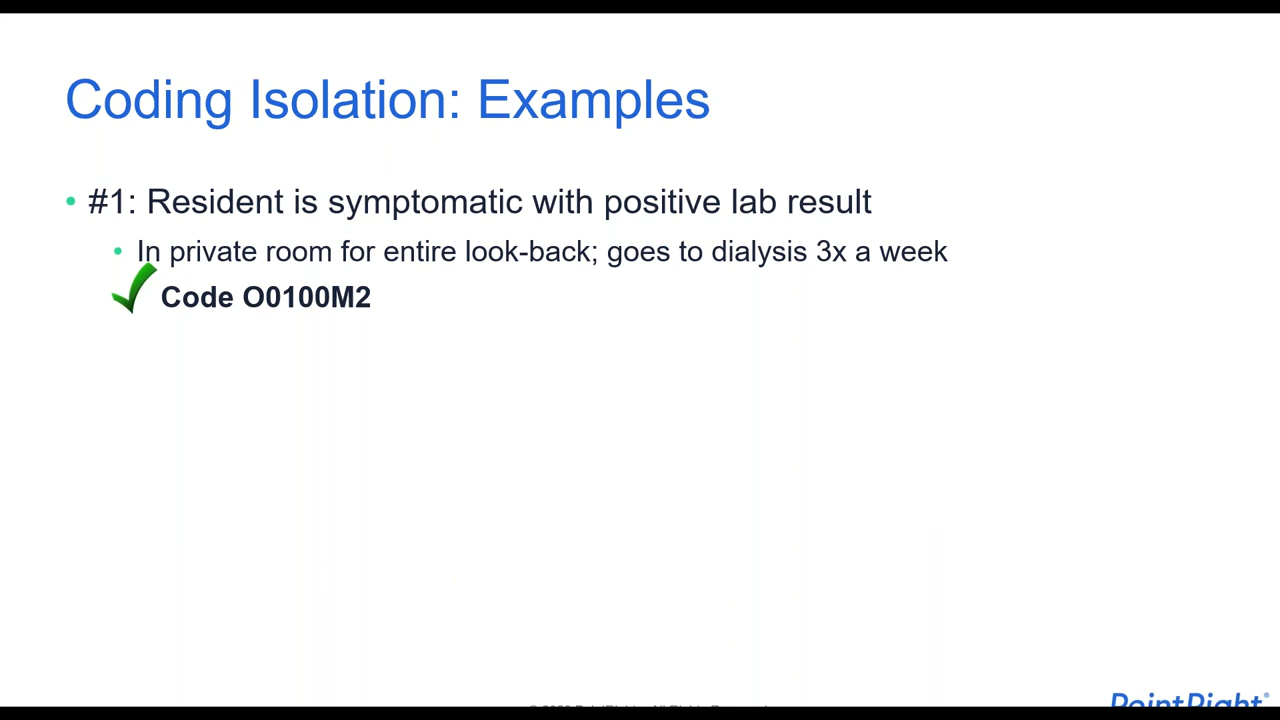 Coding Isolation: Examples
• #1: Resident is symptomatic with positive lab result
• In private room for entire look-back; goes to dialysis 3x a week
Code O0100M2
PointRight®